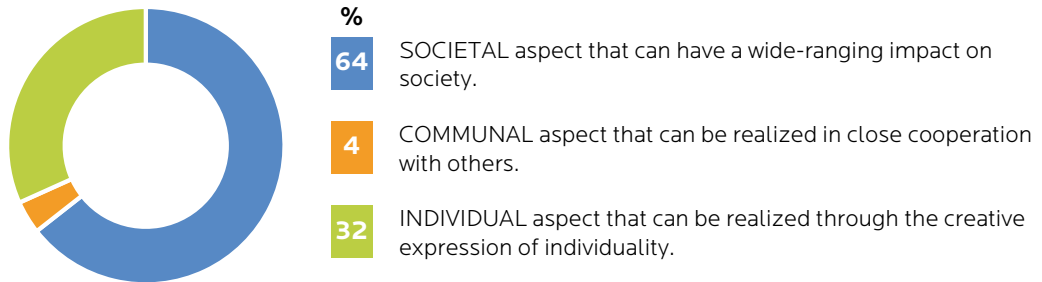 %
64
SOCIETAL aspect that can have a wide-ranging impact on
society.
4
COMMUNAL aspect that can be realized in close cooperation
with others.
32
INDIVIDUAL aspect that can be realized through the creative
expression of individuality.